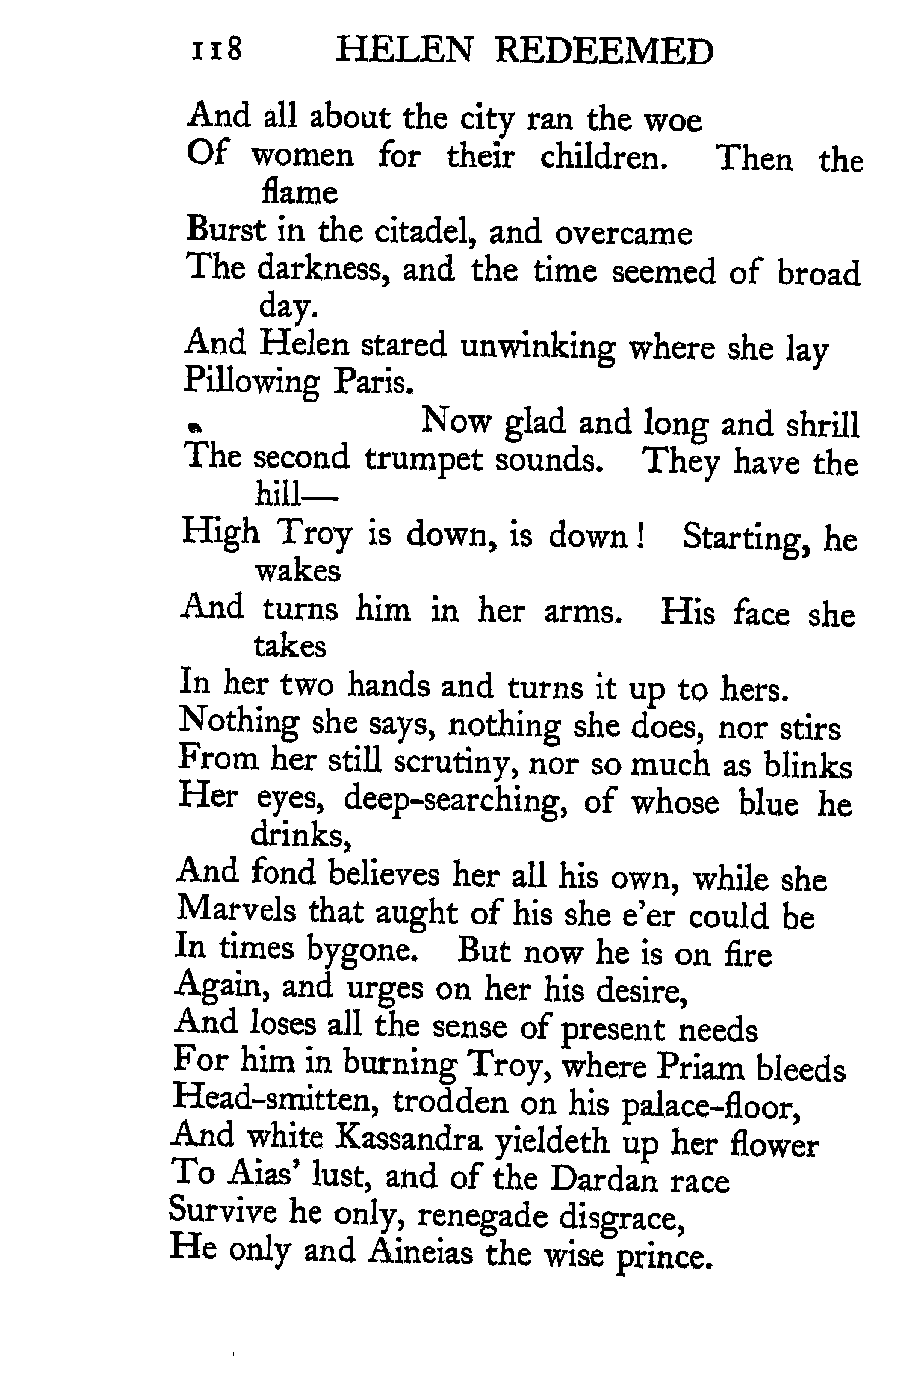 118 HELEN REDEEMED
And all about the city ran the woe
Of women for their children. Then the
flame
Burst in the citadel, and overcame
The darkness, and the time seemed of broad
day.
And Helen stared unwinking where she lay
Pillowing Paris.
Now glad and long and shrill
The second trumpet sounds. They have the
hill—
High Troy is down, is down! Starting, he
wakes
And turns him in her arms. His face she
takes
In her two hands and turns it up to hers.
Nothing she says, nothing she does, nor stirs
From her still scrutiny, nor so much as blinks
Her eyes, deep-searching, of whose blue he
drinks,
And fond believes her all his own, while she
Marvels that aught of his she e'er could be
In times bygone. But now he is on fire
Again, and urges on her his desire,
And loses all the sense of present needs
For him in burning Troy, where Priam bleeds
Head-smitten, trodden on his palace-floor,
And white Kassandra yieldeth up her flower
To Aias' lust, and of the Dardan race
Survive he only, renegade disgrace,
He only and Aineias the wise prince.